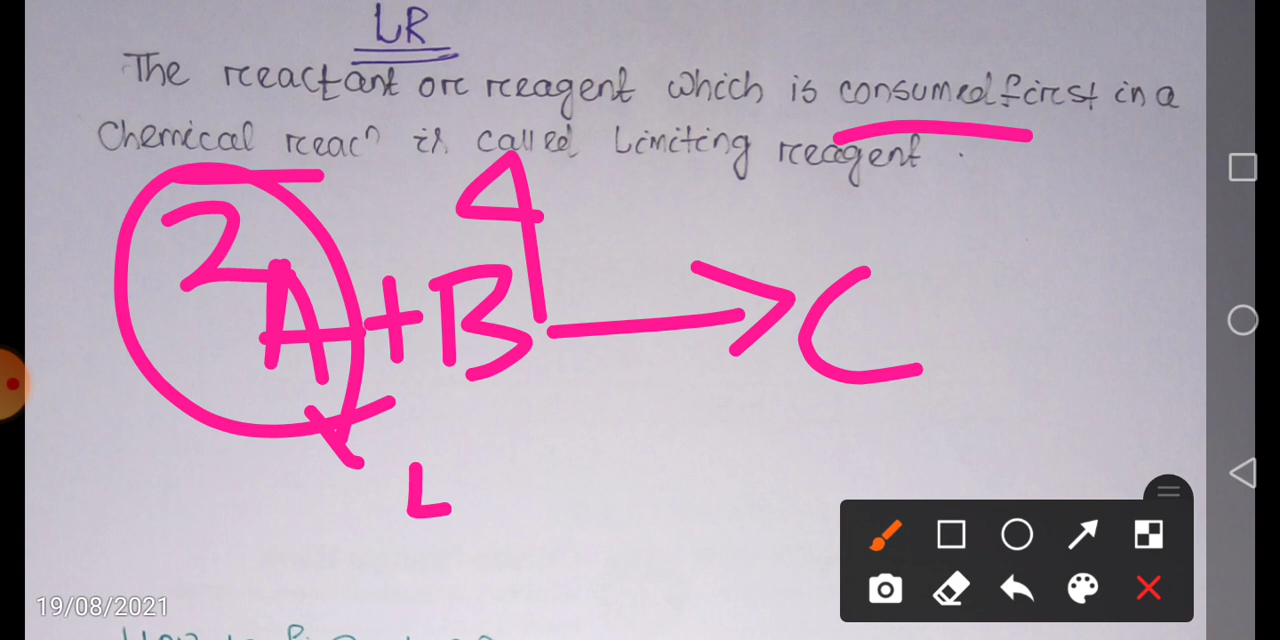 LR
The reactant or reagent which is consumed first in a
Chemical reacⁿ is called Limiting reagent.
2 4
A + B → C
L
19/08/2021